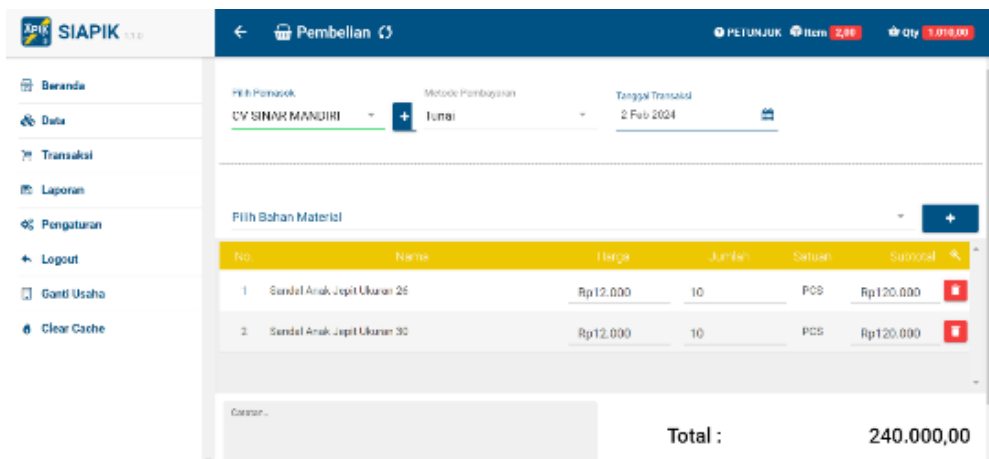 SIAPIK
Pembelian
PETUNJUK Item 2,00 Qty 1.010,00
Beranda
Data
Transaksi
Laporan
Pengaturan
Logout
Ganti Usaha
Clear Cache
Pilih Pemasok
Metode Pembayaran
Tanggal Transaksi
CV SINAR MANDIRI
+
Tunai
2 Feb 2024
Pilih Bahan Material
+
No. Nama Harga Jumlah Satuan Subtotal
1 Sandal Anak Jepit Ukuran 26 Rp12.000 10 PCS Rp120.000
2 Sandal Anak Jepit Ukuran 30 Rp12.000 10 PCS Rp120.000
Catatan..
Total : 240.000,00